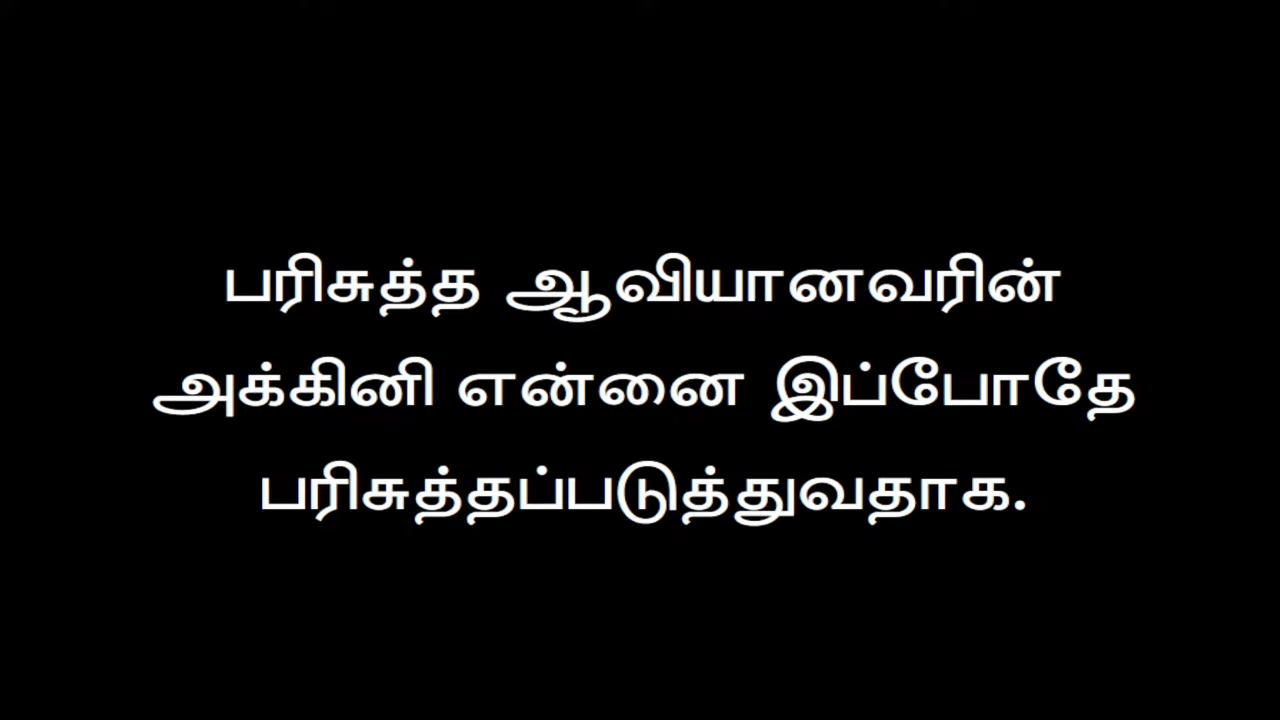 பரிசுத்த ஆவியானவரின்
அக்கினி என்னை இப்போதே
பரிசுத்தப்படுத்துவதாக.